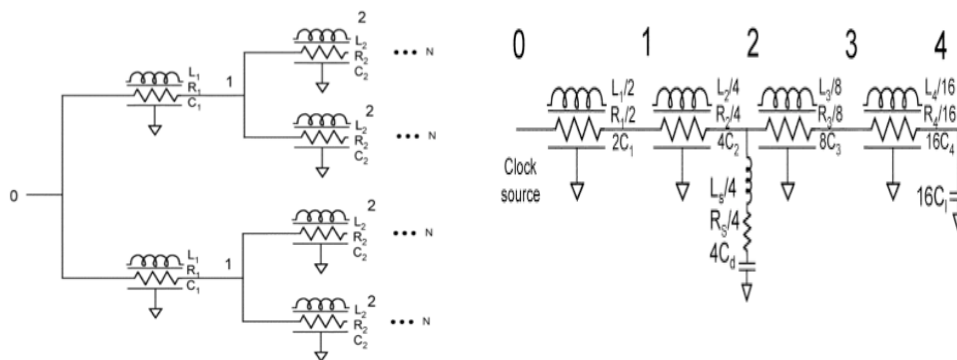 2
L₂
R₂
C₂
••• N
L₁
R₁
C₁
1
2
L₂
R₂
C₂
••• N
0
2
L₂
R₂
C₂
••• N
L₁
R₁
C₁
1
2
L₂
R₂
C₂
••• N
0 1 2 3 4
L₁/2
R₁/2
2C₁
L₂/4
R₂/4
4C₂
L₃/8
R₃/8
8C₃
L₄/16
R₄/16
16C₄
Clock
source
Lₛ/4
Rₛ/4
4C_d
16Cₗ